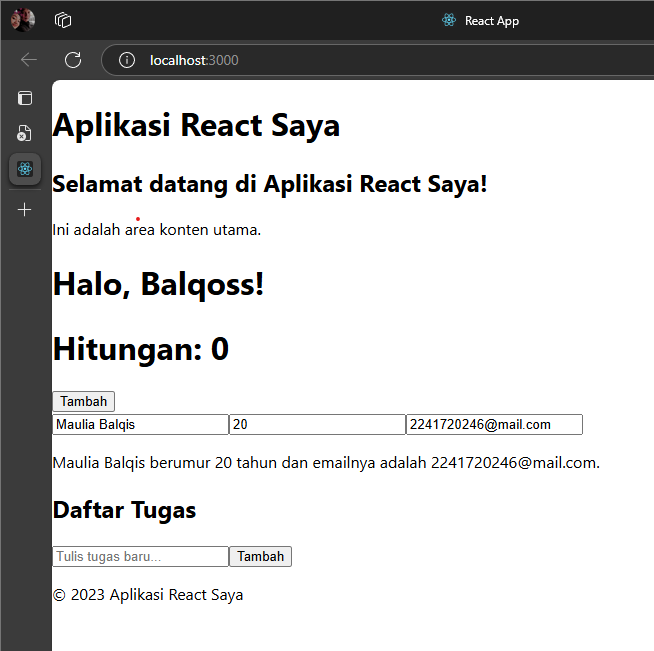 React App
localhost:3000
Aplikasi React Saya
Selamat datang di Aplikasi React Saya!
Ini adalah area konten utama.
Halo, Balqoss!
Hitungan: 0
Tambah
Maulia Balqis 20 2241720246@mail.com
Maulia Balqis berumur 20 tahun dan emailnya adalah 2241720246@mail.com.
Daftar Tugas
Tulis tugas baru... Tambah
© 2023 Aplikasi React Saya